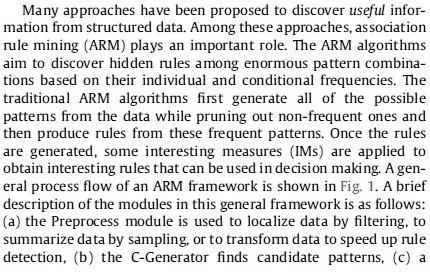 Many approaches have been proposed to discover useful infor-
mation from structured data. Among these approaches, association
rule mining (ARM) plays an important role. The ARM algorithms
aim to discover hidden rules among enormous pattern combina-
tions based on their individual and conditional frequencies. The
traditional ARM algorithms first generate all of the possible
patterns from the data while pruning out non-frequent ones and
then produce rules from these frequent patterns. Once the rules
are generated, some interesting measures (IMs) are applied to
obtain interesting rules that can be used in decision making. A gen-
eral process flow of an ARM framework is shown in Fig. 1. A brief
description of the modules in this general framework is as follows:
(a) the Preprocess module is used to localize data by filtering, to
summarize data by sampling, or to transform data to speed up rule
detection, (b) the C-Generator finds candidate patterns, (c) a